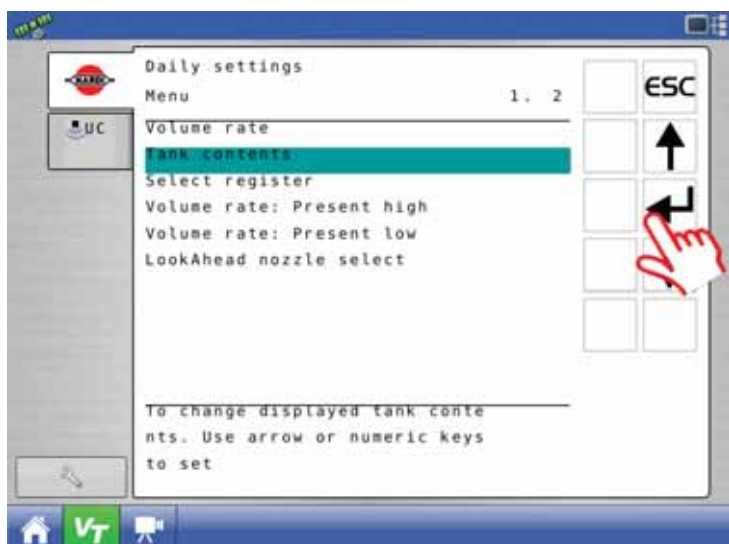 HARDI
Daily settings
ESC
Menu 1. 2
UC
Volume rate
Tank contents
Select register
Volume rate: Present high
Volume rate: Present low
LookAhead nozzle select
To change displayed tank conte
nts. Use arrow or numeric keys
to set
VT